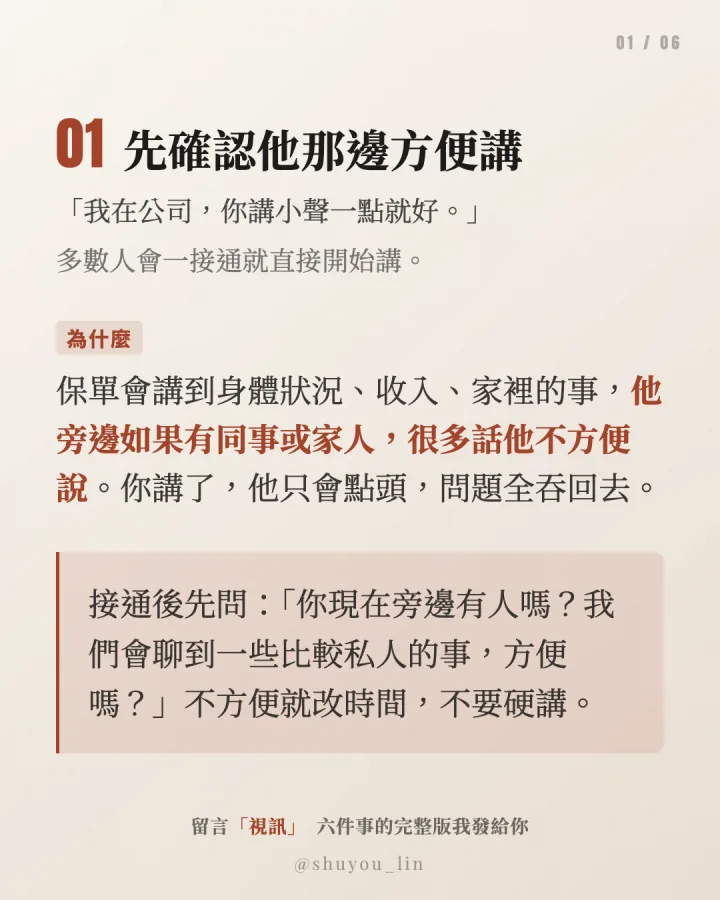 01 / 06
01 先確認他那邊方便講
「我在公司，你講小聲一點就好。」
多數人會一接通就直接開始講。
為什麼
保單會講到身體狀況、收入、家裡的事，他
旁邊如果有同事或家人，很多話他不方便
說。你講了，他只會點頭，問題全吞回去。
接通後先問：「你現在旁邊有人嗎？我
們會聊到一些比較私人的事，方便
嗎？」不方便就改時間，不要硬講。
留言「視訊」 六件事的完整版我發給你
@shuyou_lin